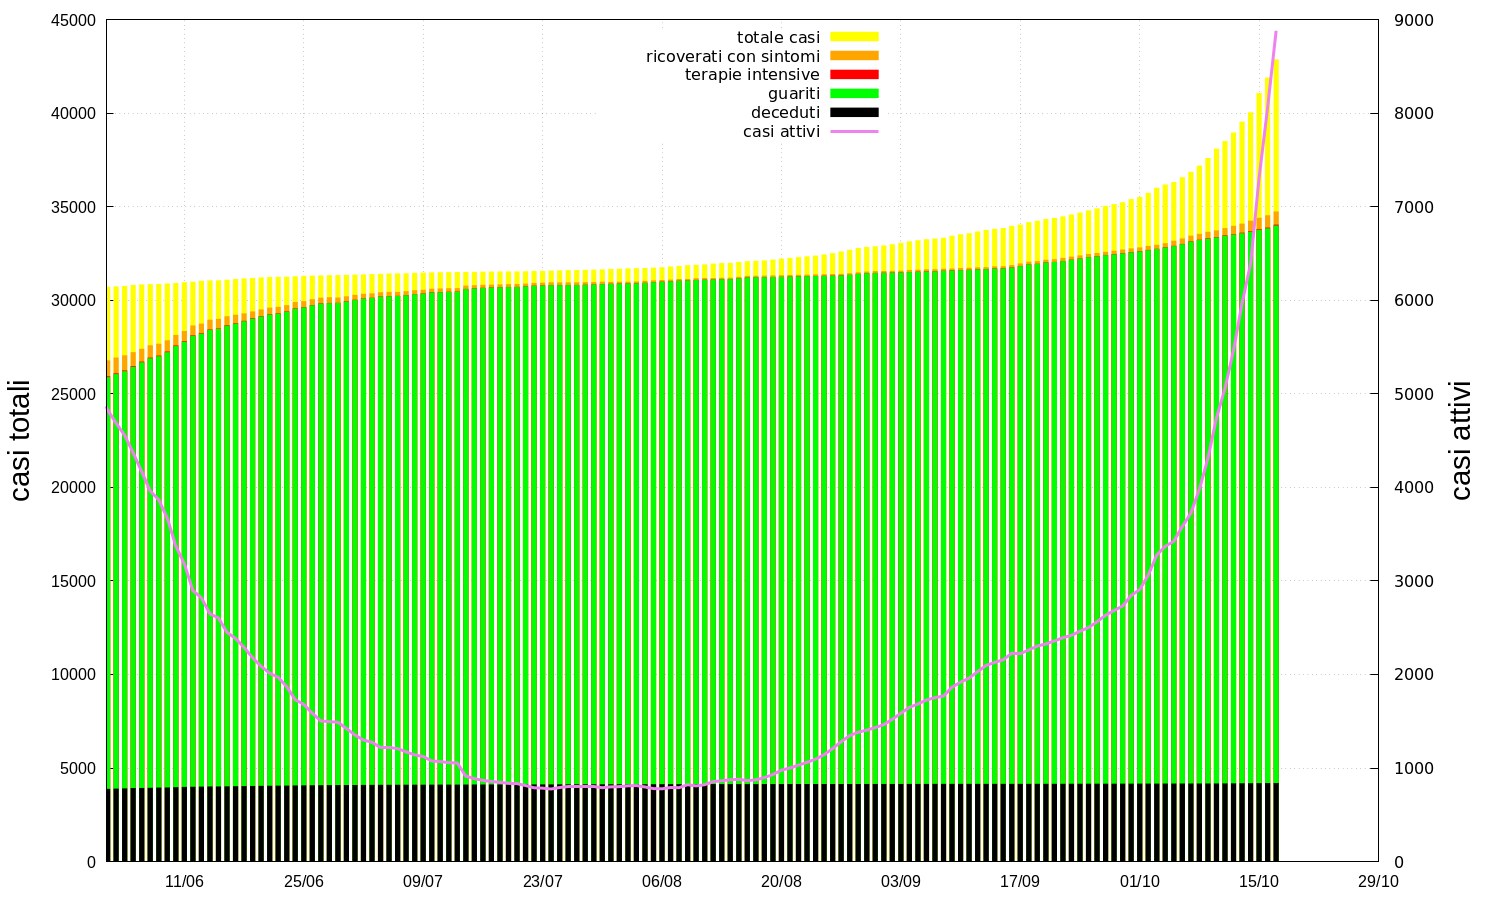 45000
40000
35000
30000
25000
20000
15000
10000
5000
0
casi totali
totale casi
ricoverati con sintomi
terapie intensive
guariti
deceduti
casi attivi
9000
8000
7000
6000
5000
4000
3000
2000
1000
0
casi attivi
11/06 25/06 09/07 23/07 06/08 20/08 03/09 17/09 01/10 15/10 29/10